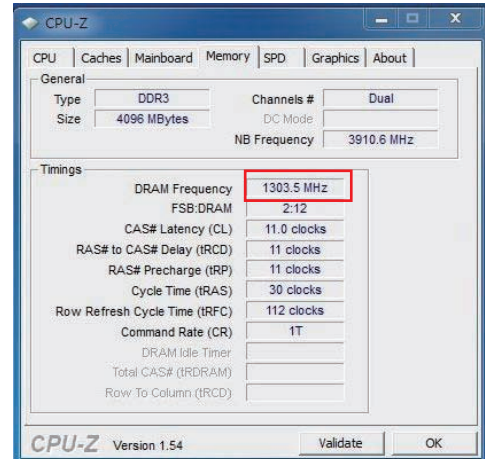 CPU-Z
CPU Caches Mainboard Memory SPD Graphics About
General
Type DDR3 Channels # Dual
Size 4096 MBytes DC Mode
NB Frequency 3910.6 MHz
Timings
DRAM Frequency 1303.5 MHz
FSB:DRAM 2:12
CAS# Latency (CL) 11.0 clocks
RAS# to CAS# Delay (tRCD) 11 clocks
RAS# Precharge (tRP) 11 clocks
Cycle Time (tRAS) 30 clocks
Row Refresh Cycle Time (tRFC) 112 clocks
Command Rate (CR) 1T
DRAM Idle Timer
Total CAS# (tRDRAM)
Row To Column (tRCD)
CPU-Z Version 1.54 Validate OK